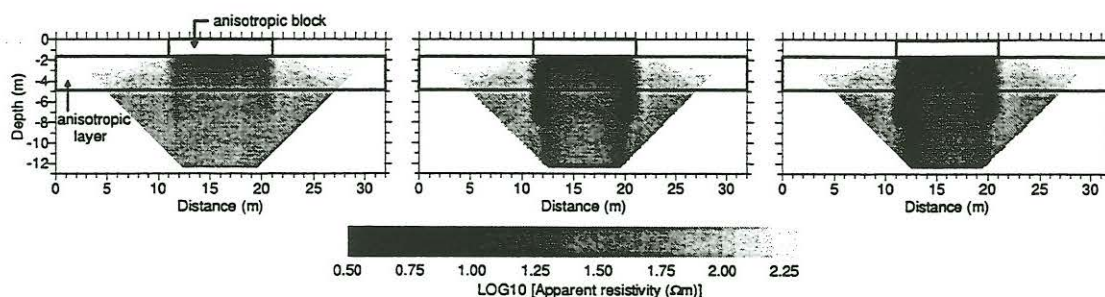 anisotropic block
0
-2
-4
-6
-8
-10
-12
Depth (m)
anisotropic
layer
0 5 10 15 20 25 30
0 5 10 15 20 25 30
0 5 10 15 20 25 30
Distance (m)
Distance (m)
Distance (m)
0.50 0.75 1.00 1.25 1.50 1.75 2.00 2.25
LOG10 [Apparent resistivity (Ωm)]